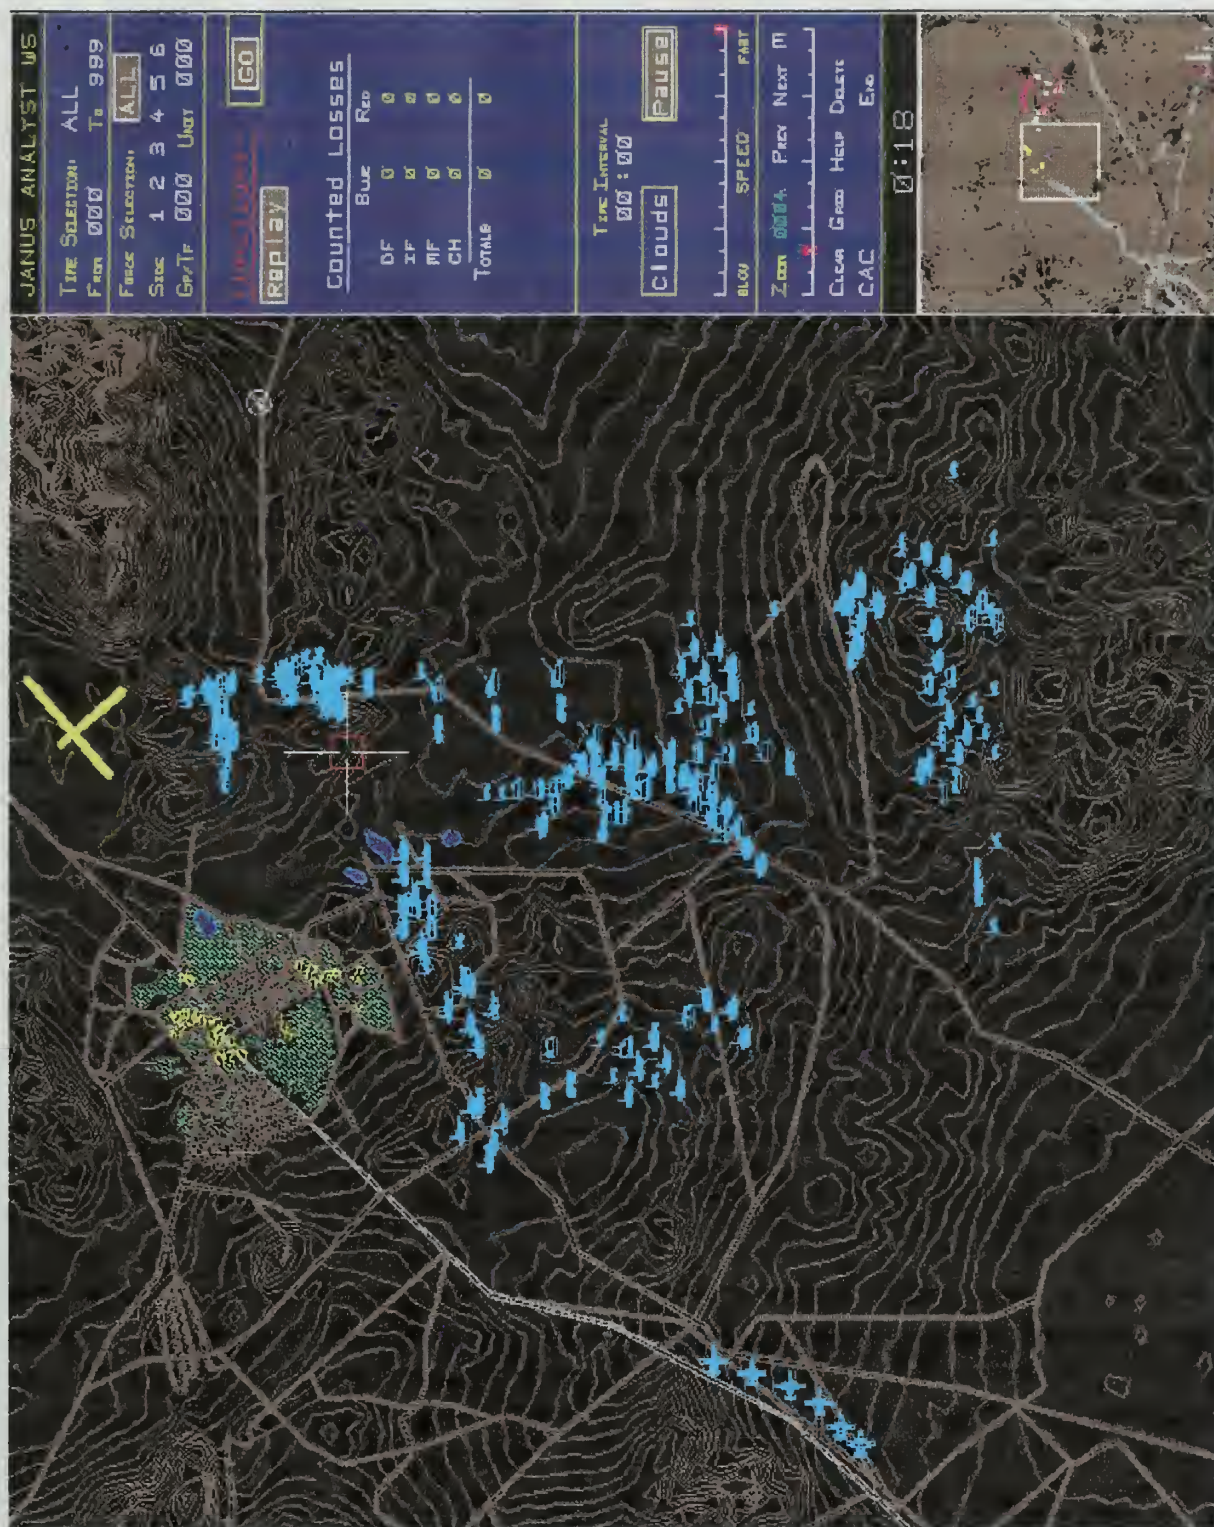 JANUS ANALYST WS
TIME SELECTION: ALL
FROM 000 TO 999
FORCE SELECTION: ALL
SIDE 1 2 3 4 5 6
GP/TF 000 UNIT 000
GO
Replay
Counted Losses
BLUE RED
DF 0 0
IF 0 0
MF 0 0
CH 0 0
TOTALS 0 0
TIME INTERVAL
00:00
Clouds Pause
SLOW SPEED FAST
ZOOM 0004 PREV NEXT M
CLEAR GRID HELP DELETE
CAC END
0:18